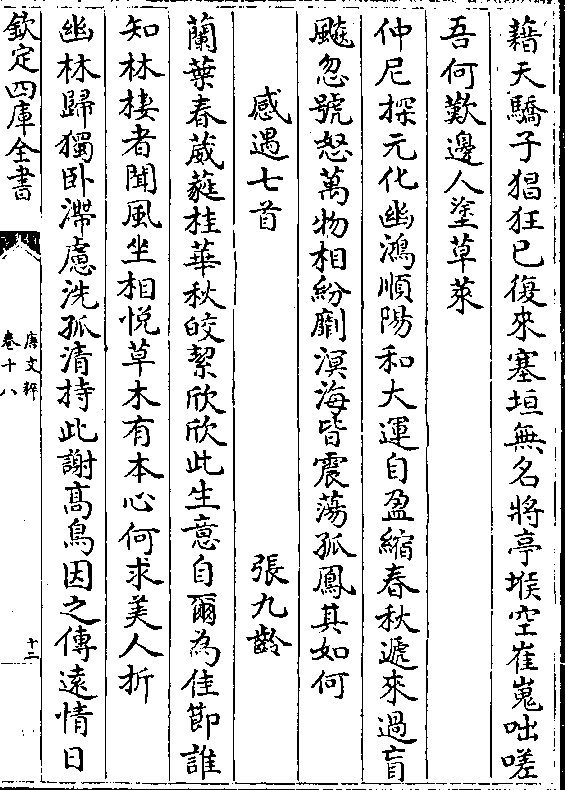 藉天驕子猖狂已復來塞垣無名將亭堠空崔嵬咄嗟
吾何歎邊人塗草萊
仲尼探元化幽鴻順陽和大運自盈縮春秋遞來過盲
飈忽號怒萬物相紛劘溟海皆震蕩孤鳳其如何
感遇七首 張九齡
蘭葉春葳蕤桂華秋皎㓗欣欣此生意自爾為佳節誰
知林棲者聞風坐相悅草木有本心何求美人折
幽林歸獨臥滯慮洗孤清持此謝高鳥因之傳遠情日
欽定四庫全書
唐文粹
卷十八
十二